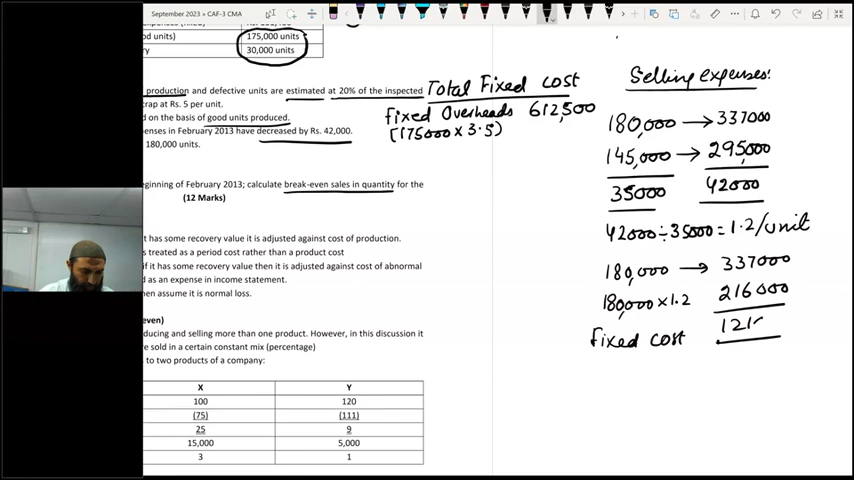 September 2023 » CAF-3 CMA
od units) 175,000 units
ry 30,000 units
production and defective units are estimated at 20% of the inspected
crap at Rs. 5 per unit.
d on the basis of good units produced.
enses in February 2013 have decreased by Rs. 42,000.
180,000 units.
eginning of February 2013; calculate break-even sales in quantity for the
(12 Marks)
it has some recovery value it is adjusted against cost of production.
s treated as a period cost rather than a product cost
if it has some recovery value then it is adjusted against cost of abnormal
d as an expense in income statement.
hen assume it is normal loss.
even)
ducing and selling more than one product. However, in this discussion it
re sold in a certain constant mix (percentage)
s to two products of a company:
X Y
100 120
(75) (111)
25 9
15,000 5,000
3 1
Total Fixed cost
Fixed Overheads 612,500
(175000 x 3.5)
Selling expenses:
180,000 → 337000
145,000 → 295,000
35000 42000
42000 ÷ 35000 = 1.2/unit
180,000 → 337000
180,000 x 1.2 216000
Fixed cost 121